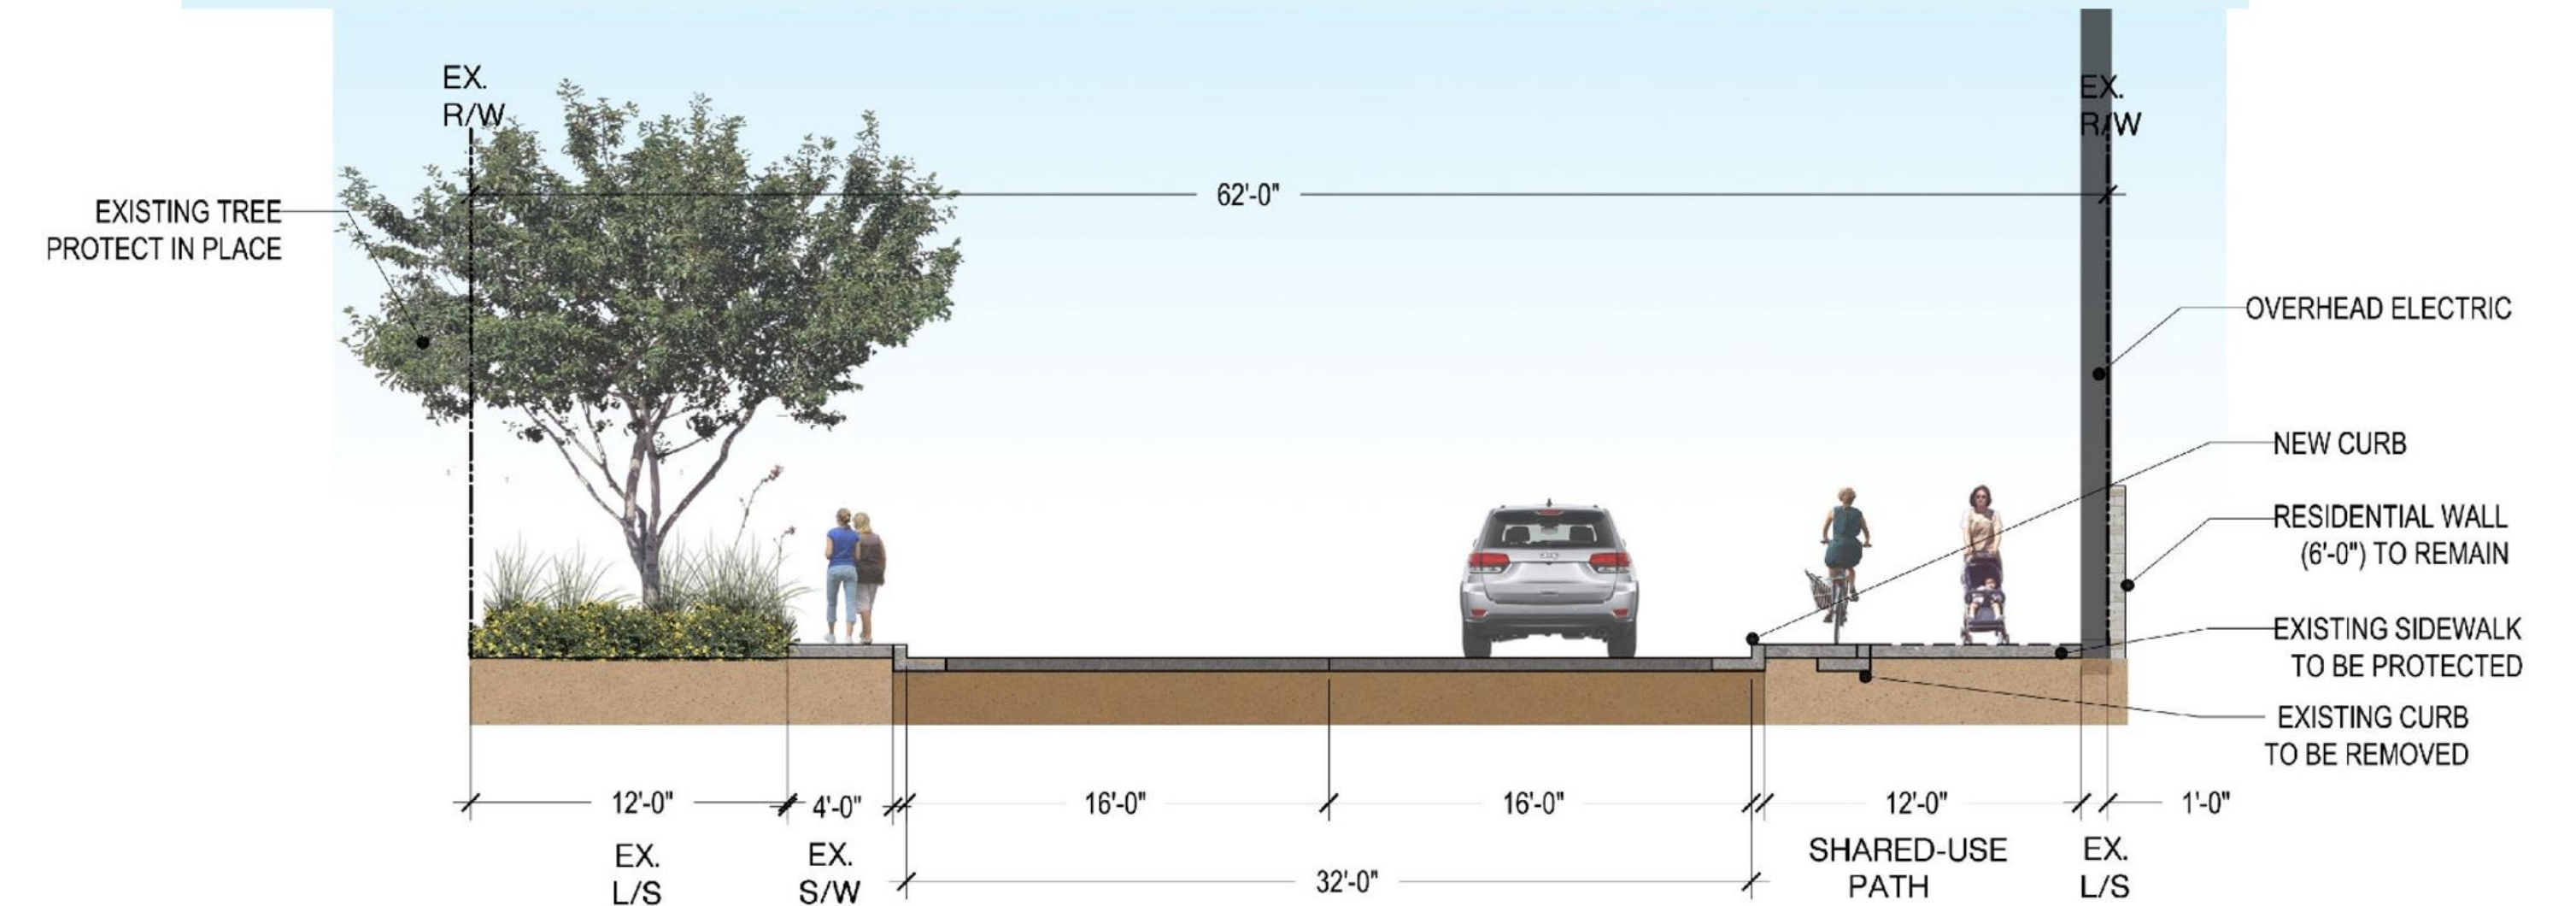 EX.
R/W
EX.
R/W
62'-0"
EXISTING TREE
PROTECT IN PLACE
OVERHEAD ELECTRIC
NEW CURB
RESIDENTIAL WALL
(6'-0") TO REMAIN
EXISTING SIDEWALK
TO BE PROTECTED
EXISTING CURB
TO BE REMOVED
12'-0" 4'-0" 16'-0" 16'-0" 12'-0" 1'-0"
EX.
L/S
EX.
S/W
32'-0"
SHARED-USE
PATH
EX.
L/S